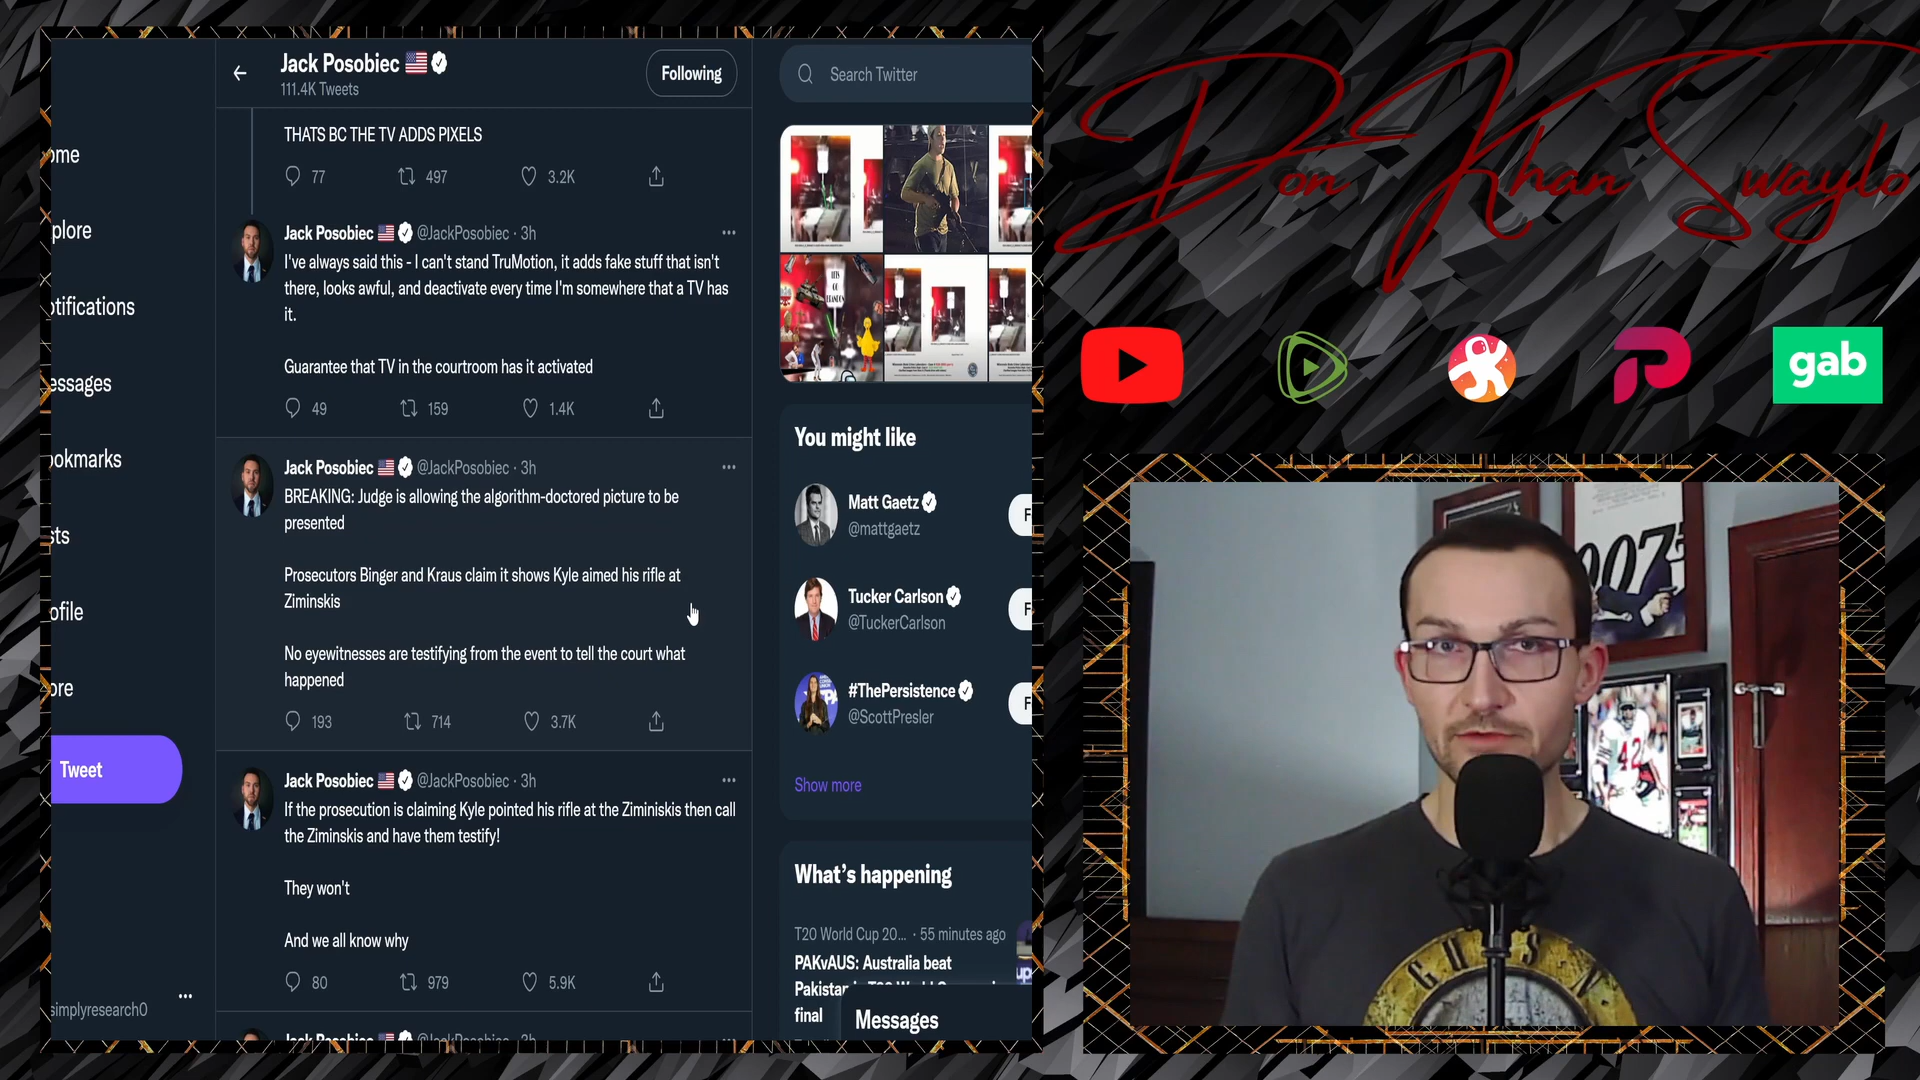 Jack Posobiec
111.4K Tweets
Following
Search Twitter
THATS BC THE TV ADDS PIXELS
77 497 3.2K
Jack Posobiec @JackPosobiec · 3h
I've always said this - I can't stand TruMotion, it adds fake stuff that isn't
there, looks awful, and deactivate every time I'm somewhere that a TV has
it.
Guarantee that TV in the courtroom has it activated
49 159 1.4K
Jack Posobiec @JackPosobiec · 3h
BREAKING: Judge is allowing the algorithm-doctored picture to be
presented
Prosecutors Binger and Kraus claim it shows Kyle aimed his rifle at
Ziminskis
No eyewitnesses are testifying from the event to tell the court what
happened
193 714 3.7K
Jack Posobiec @JackPosobiec · 3h
If the prosecution is claiming Kyle pointed his rifle at the Ziminiskis then call
the Ziminskis and have them testify!
They won't
And we all know why
80 979 5.9K
ome
plore
otifications
essages
ookmarks
sts
ofile
ore
Tweet
simplyresearch0
You might like
Matt Gaetz
@mattgaetz
F
Tucker Carlson
@TuckerCarlson
F
#ThePersistence
@ScottPresler
F
Show more
What's happening
T20 World Cup 20... · 55 minutes ago
PAKvAUS: Australia beat
final
Messages
Don Khan Swaylo
gab
007
42
GUNS N